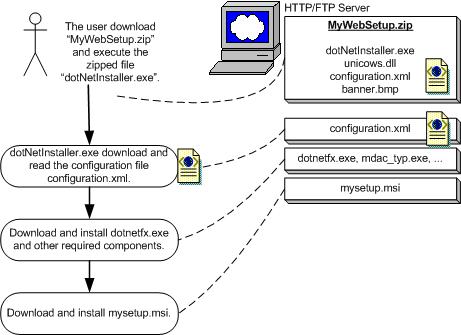 The user download
"MyWebSetup.zip"
and execute the
zipped file
"dotNetInstaller.exe".
HTTP/FTP Server
MyWebSetup.zip
dotNetInstaller.exe
unicows.dll
configuration.xml
banner.bmp
configuration.xml
dotnetfx.exe, mdac_typ.exe, ...
mysetup.msi
dotNetInstaller.exe download and
read the configuration file
configuration.xml.
Download and install dotnetfx.exe
and other required components.
Download and install mysetup.msi.